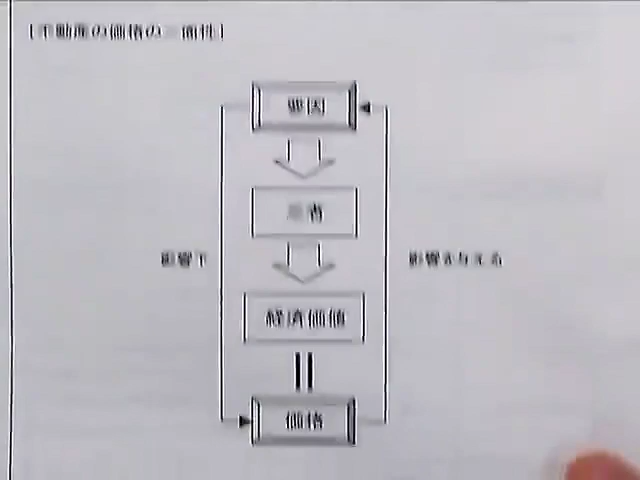 [不動産の価格の二面性]
要因
三者
影響下
影響を与える
経済価値
価格